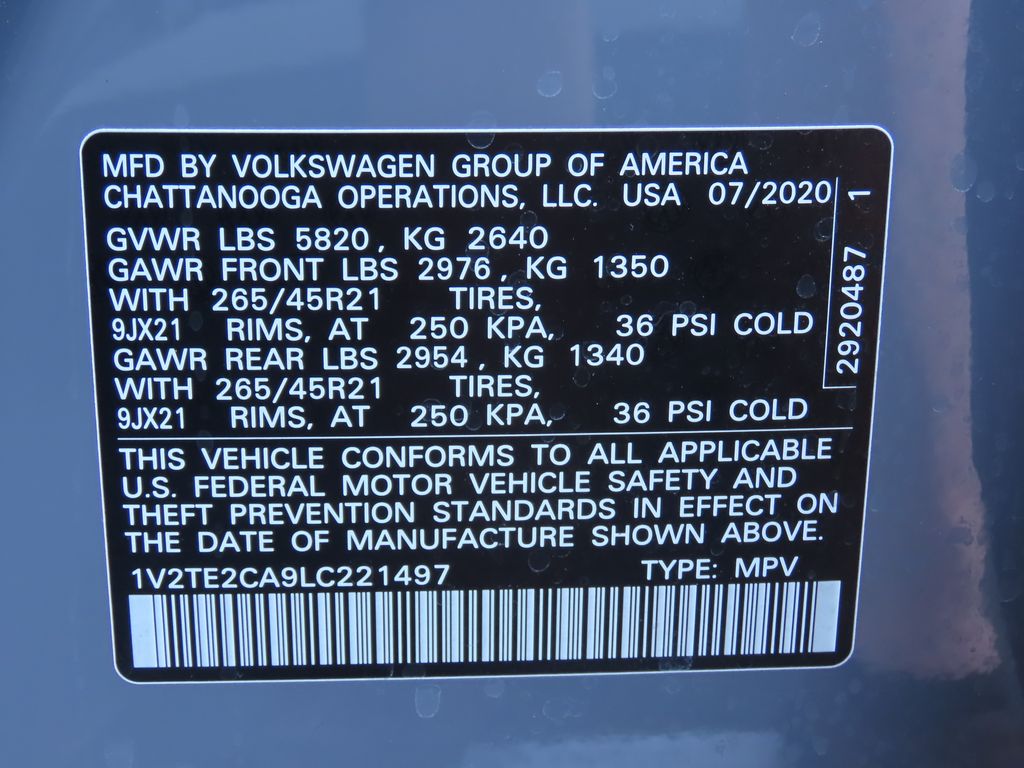 MFD BY VOLKSWAGEN GROUP OF AMERICA
CHATTANOOGA OPERATIONS, LLC. USA 07/2020
GVWR LBS 5820, KG 2640
GAWR FRONT LBS 2976, KG 1350
WITH 265/45R21 TIRES,
9JX21 RIMS, AT 250 KPA, 36 PSI COLD
GAWR REAR LBS 2954, KG 1340
WITH 265/45R21 TIRES,
9JX21 RIMS, AT 250 KPA, 36 PSI COLD
2920487 1
THIS VEHICLE CONFORMS TO ALL APPLICABLE
U.S. FEDERAL MOTOR VEHICLE SAFETY AND
THEFT PREVENTION STANDARDS IN EFFECT ON
THE DATE OF MANUFACTURE SHOWN ABOVE.
1V2TE2CA9LC221497 TYPE: MPV